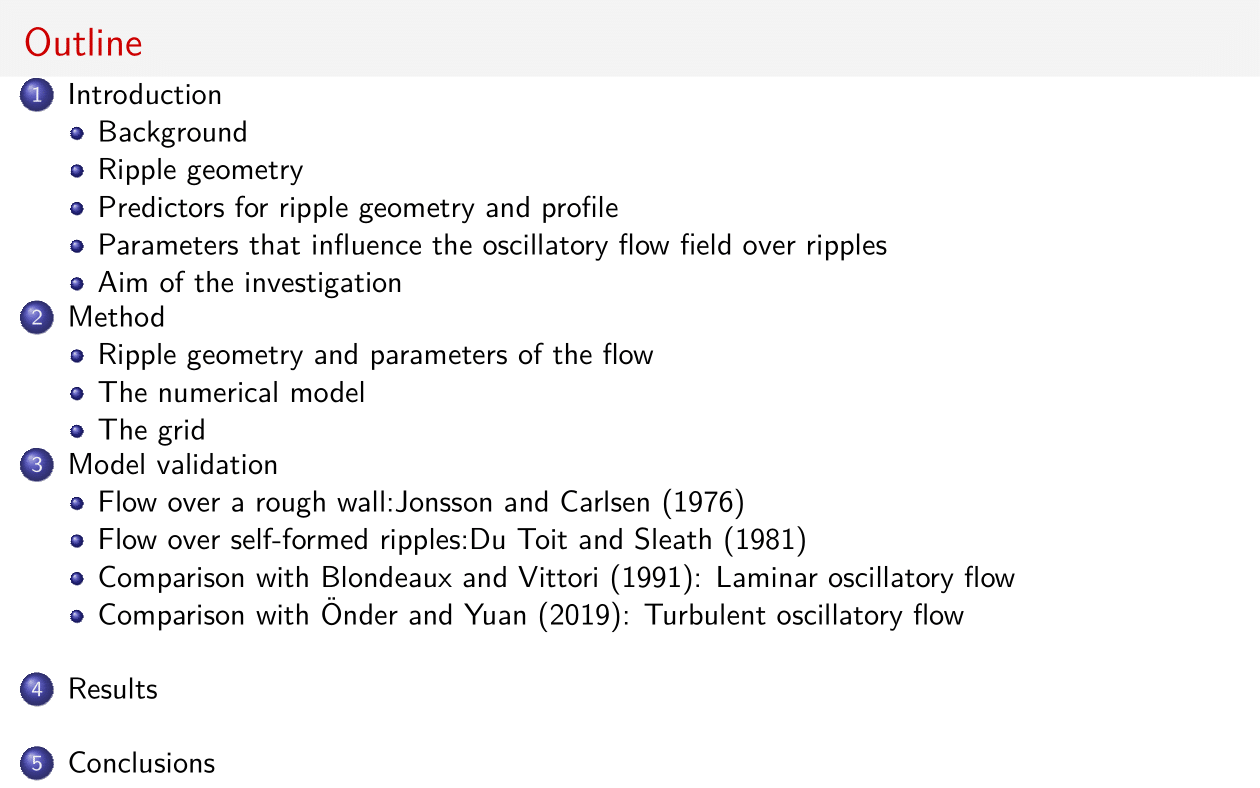 Outline
1 Introduction
Background
Ripple geometry
Predictors for ripple geometry and profile
Parameters that influence the oscillatory flow field over ripples
Aim of the investigation
2 Method
Ripple geometry and parameters of the flow
The numerical model
The grid
3 Model validation
Flow over a rough wall:Jonsson and Carlsen (1976)
Flow over self-formed ripples:Du Toit and Sleath (1981)
Comparison with Blondeaux and Vittori (1991): Laminar oscillatory flow
Comparison with Önder and Yuan (2019): Turbulent oscillatory flow
4 Results
5 Conclusions